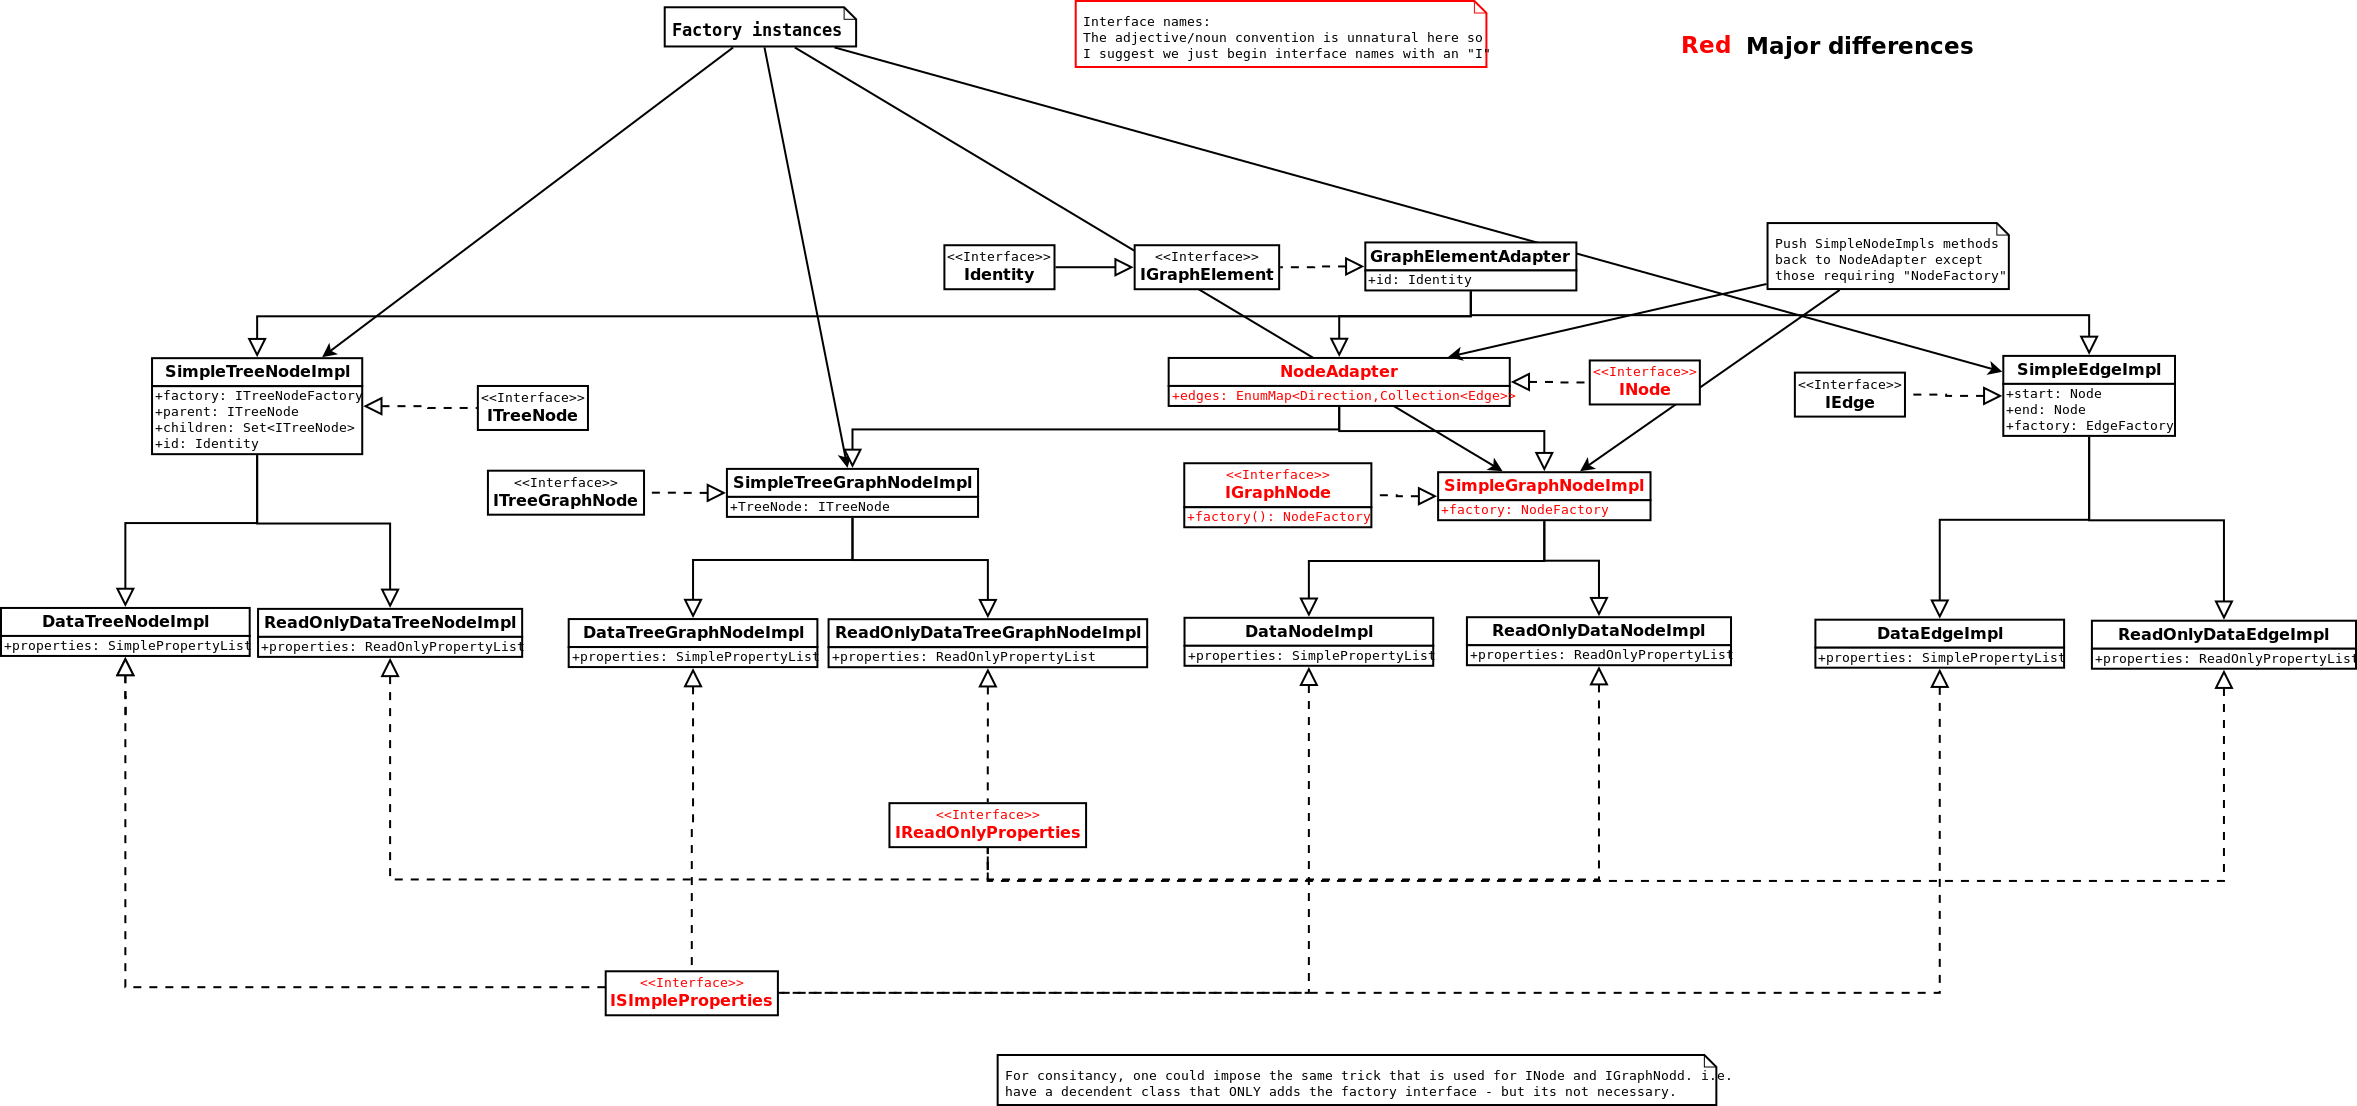 Factory instances
Interface names:
The adjective/noun convention is unnatural here so
I suggest we just begin interface names with an "I"
Red Major differences
Push SimpleNodeImpls methods
back to NodeAdapter except
those requiring "NodeFactory"
<<Interface>>
Identity
<<Interface>>
IGraphElement
GraphElementAdapter
+id: Identity
SimpleTreeNodeImpl
+factory: ITreeNodeFactory
+parent: ITreeNode
+children: Set<ITreeNode>
+id: Identity
<<Interface>>
ITreeNode
NodeAdapter
+edges: EnumMap<Direction,Collection<Edge>>
<<Interface>>
INode
<<Interface>>
IEdge
SimpleEdgeImpl
+start: Node
+end: Node
+factory: EdgeFactory
<<Interface>>
ITreeGraphNode
SimpleTreeGraphNodeImpl
+TreeNode: ITreeNode
<<Interface>>
IGraphNode
+factory(): NodeFactory
SimpleGraphNodeImpl
+factory: NodeFactory
DataTreeNodeImpl
+properties: SimplePropertyList
ReadOnlyDataTreeNodeImpl
+properties: ReadOnlyPropertyList
DataTreeGraphNodeImpl
+properties: SimplePropertyList
ReadOnlyDataTreeGraphNodeImpl
+properties: ReadOnlyPropertyList
DataNodeImpl
+properties: SimplePropertyList
ReadOnlyDataNodeImpl
+properties: ReadOnlyPropertyList
DataEdgeImpl
+properties: SimplePropertyList
ReadOnlyDataEdgeImpl
+properties: ReadOnlyPropertyList
<<Interface>>
IReadOnlyProperties
<<Interface>>
ISImpleProperties
For consitancy, one could impose the same trick that is used for INode and IGraphNodd. i.e.
have a decendent class that ONLY adds the factory interface - but its not necessary.